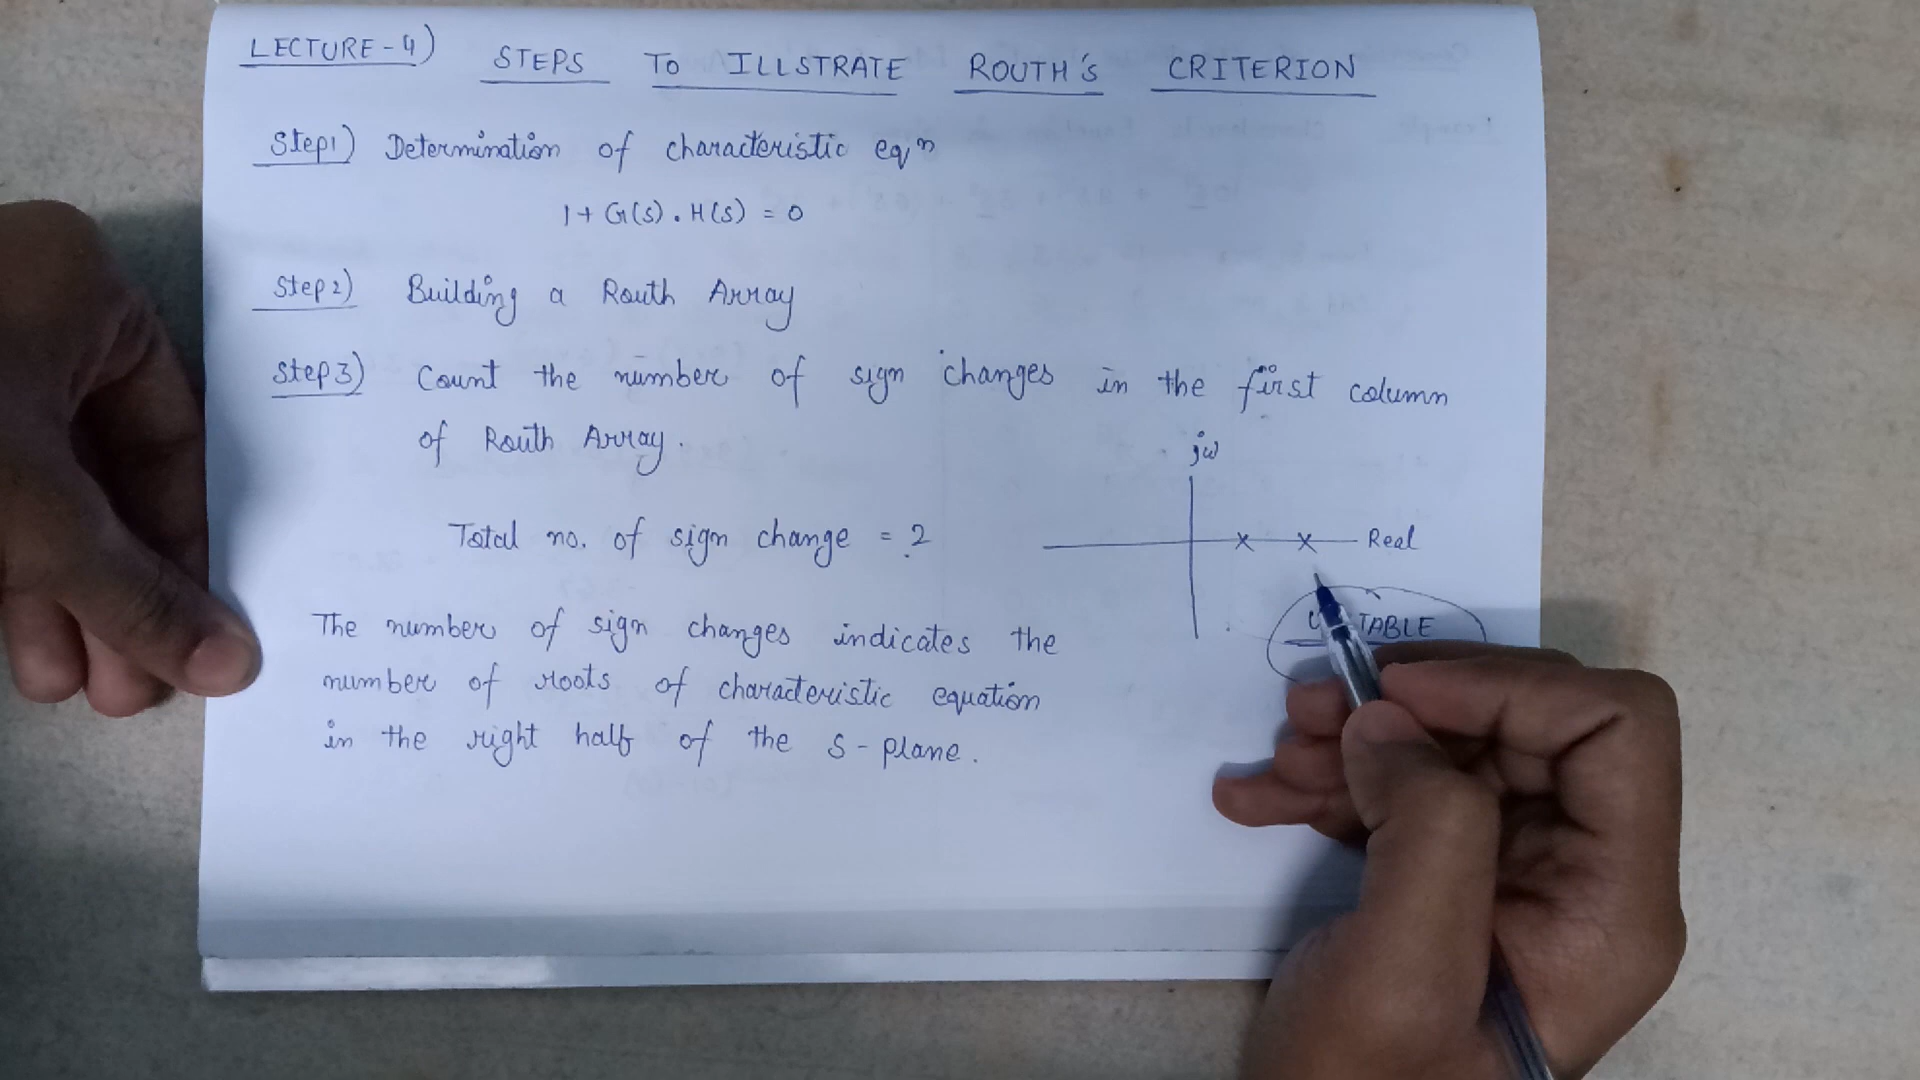 LECTURE-4) STEPS TO ILLSTRATE ROUTH'S CRITERION
Step1) Determination of characteristic eqn
1+ G(s) . H(s) = 0
Step2) Building a Routh Array
Step3) Count the number of sign changes in the first column
of Routh Array.
jω
Total no. of sign change = 2
Real
The number of sign changes indicates the
number of roots of characteristic equation
in the right half of the s-plane.